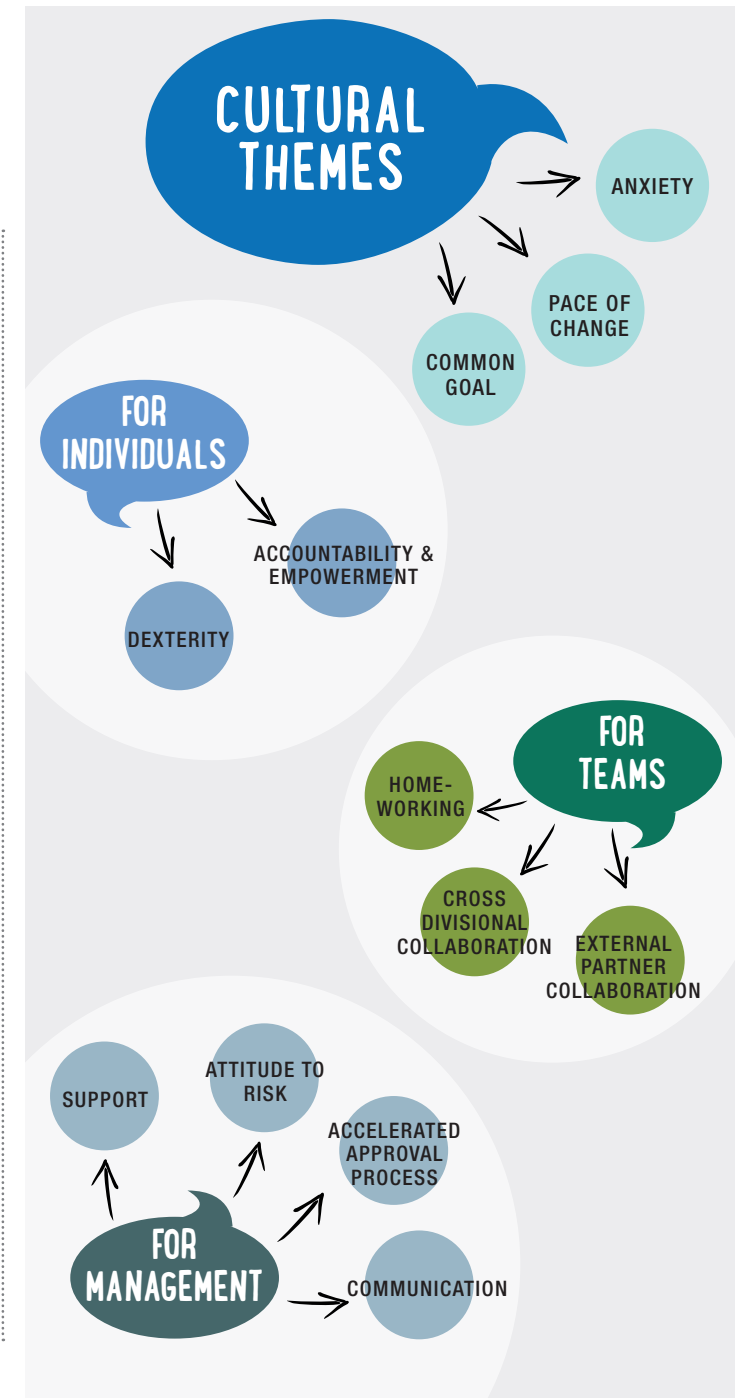 CULTURAL
THEMES
ANXIETY
PACE OF
CHANGE
COMMON
GOAL
FOR
INDIVIDUALS
ACCOUNTABILITY &
EMPOWERMENT
DEXTERITY
FOR
TEAMS
HOME-
WORKING
CROSS
DIVISIONAL
COLLABORATION
EXTERNAL
PARTNER
COLLABORATION
SUPPORT
ATTITUDE TO
RISK
ACCELERATED
APPROVAL
PROCESS
FOR
MANAGEMENT
COMMUNICATION